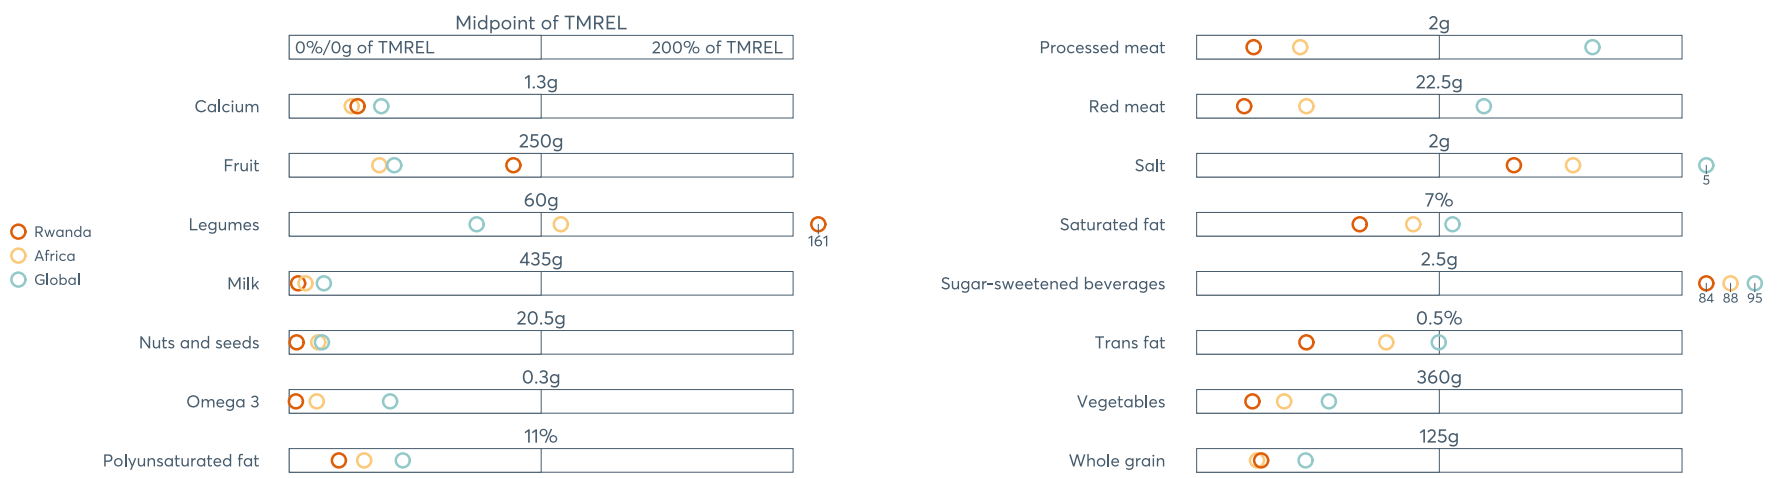 Midpoint of TMREL
0%/0g of TMREL 200% of TMREL
1.3g
Calcium
250g
Fruit
60g
Legumes
161
435g
Milk
20.5g
Nuts and seeds
0.3g
Omega 3
11%
Polyunsaturated fat
Rwanda
Africa
Global
2g
Processed meat
22.5g
Red meat
2g
Salt
5
7%
Saturated fat
2.5g
Sugar-sweetened beverages
84 88 95
0.5%
Trans fat
360g
Vegetables
125g
Whole grain